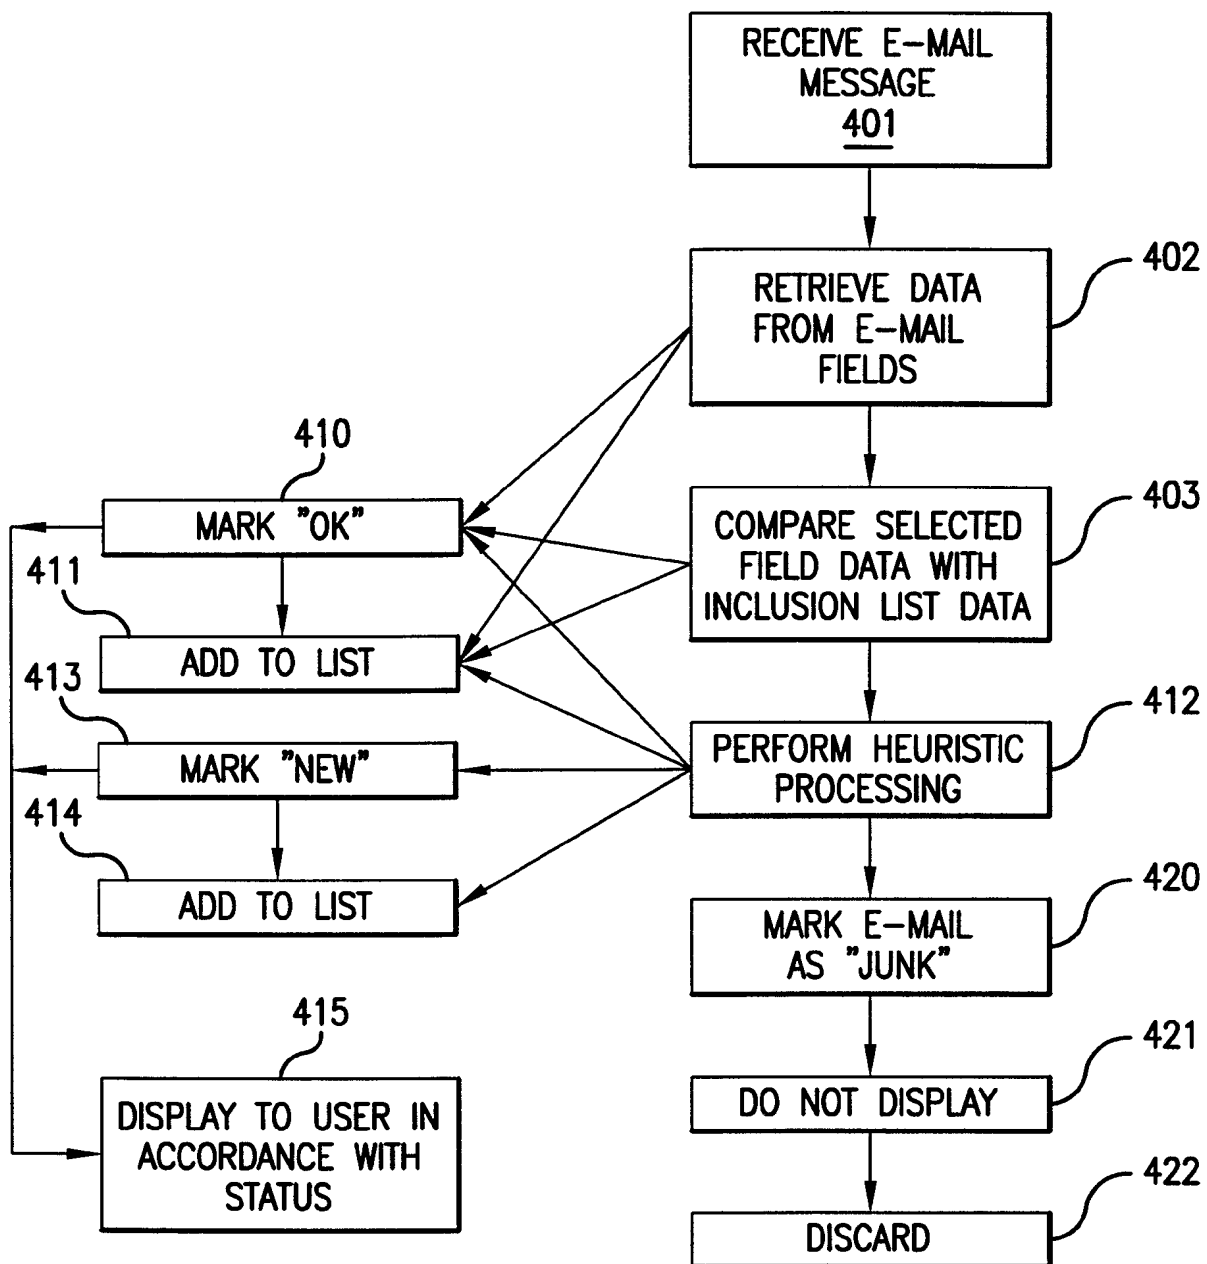 RECEIVE E-MAIL
MESSAGE
401
402
RETRIEVE DATA
FROM E-MAIL
FIELDS
410
MARK "OK"
403
COMPARE SELECTED
FIELD DATA WITH
INCLUSION LIST DATA
411
ADD TO LIST
413
MARK "NEW"
412
PERFORM HEURISTIC
PROCESSING
414
ADD TO LIST
420
MARK E-MAIL
AS "JUNK"
415
DISPLAY TO USER IN
ACCORDANCE WITH
STATUS
421
DO NOT DISPLAY
422
DISCARD